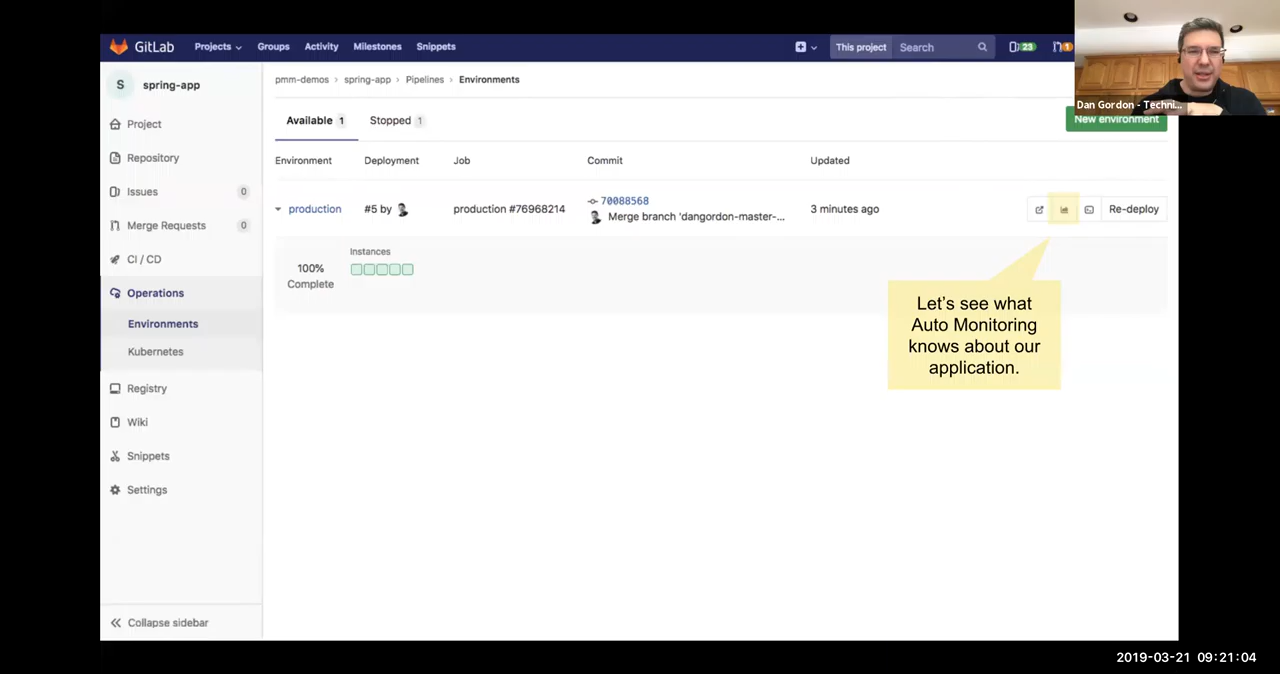 GitLab Projects Groups Activity Milestones Snippets This project Search 23 1
S spring-app
pmm-demos › spring-app › Pipelines › Environments
Dan Gordon - Techni...
New environment
Available 1 Stopped 1
Project
Repository
Issues 0
Merge Requests 0
CI / CD
Operations
Environments
Kubernetes
Registry
Wiki
Snippets
Settings
Collapse sidebar
Environment Deployment Job Commit Updated
production #5 by production #76968214 70088568 3 minutes ago Re-deploy
Merge branch 'dangordon-master-...
Instances
100%
Complete
Let's see what
Auto Monitoring
knows about our
application.
2019-03-21 09:21:04